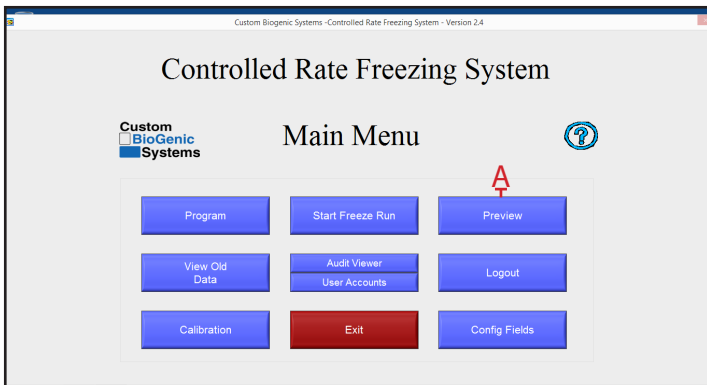 Custom Biogenic Systems -Controlled Rate Freezing System - Version 2.4
Controlled Rate Freezing System
Custom
BioGenic
Systems
Main Menu
?
A
Program
Start Freeze Run
Preview
View Old
Data
Audit Viewer
User Accounts
Logout
Calibration
Exit
Config Fields